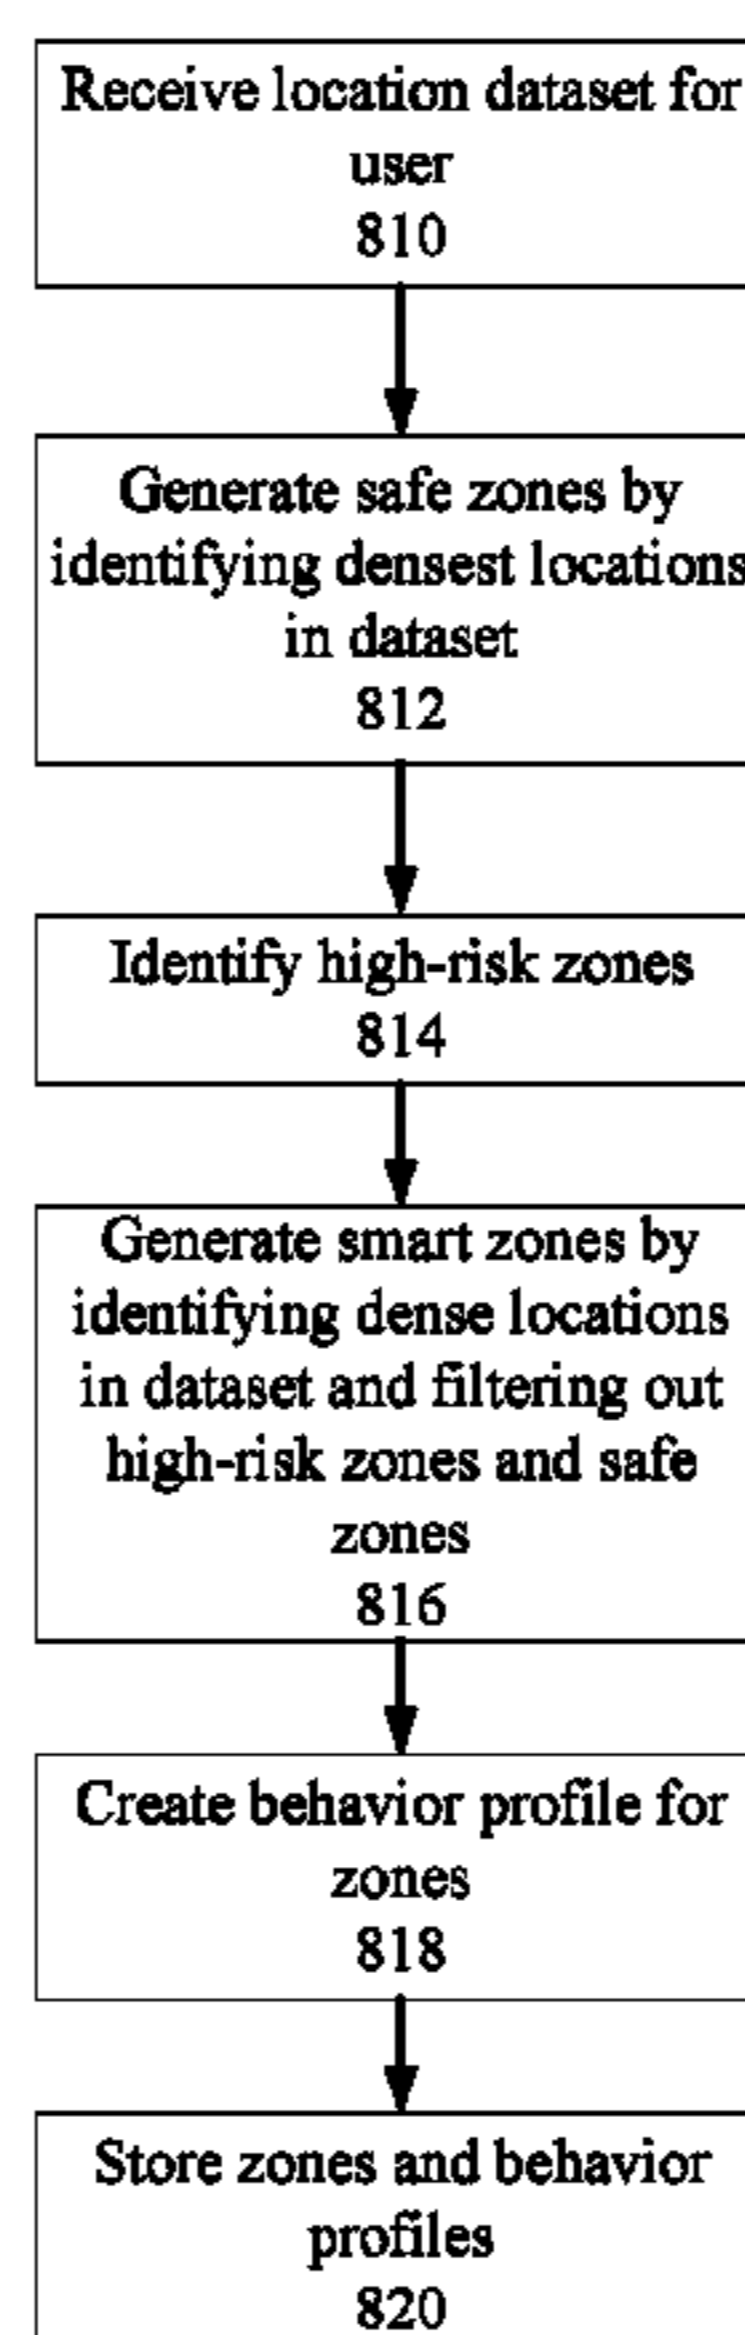 Receive location dataset for
user
810
Generate safe zones by
identifying densest locations
in dataset
812
Identify high-risk zones
814
Generate smart zones by
identifying dense locations
in dataset and filtering out
high-risk zones and safe
zones
816
Create behavior profile for
zones
818
Store zones and behavior
profiles
820